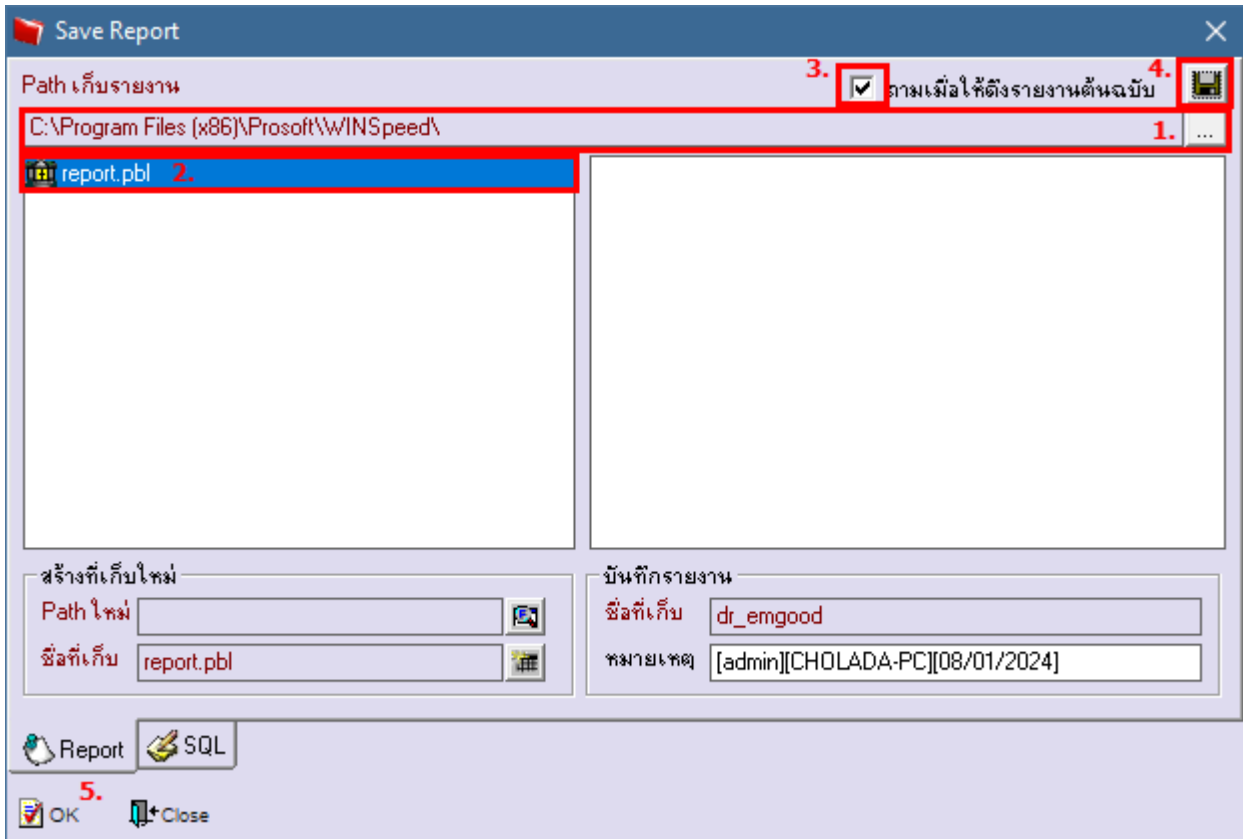 Save Report
Path เก็บรายงาน
3.
ถามเมื่อให้ดึงรายงานต้นฉบับ
4.
C:\Program Files (x86)\Prosoft\WINSpeed\
1.
...
report.pbl
2.
สร้างที่เก็บใหม่
Path ใหม่
ชื่อที่เก็บ
report.pbl
บันทึกรายงาน
ชื่อที่เก็บ
dr_emgood
หมายเหตุ
[admin][CHOLADA-PC][08/01/2024]
Report
SQL
5.
OK
Close